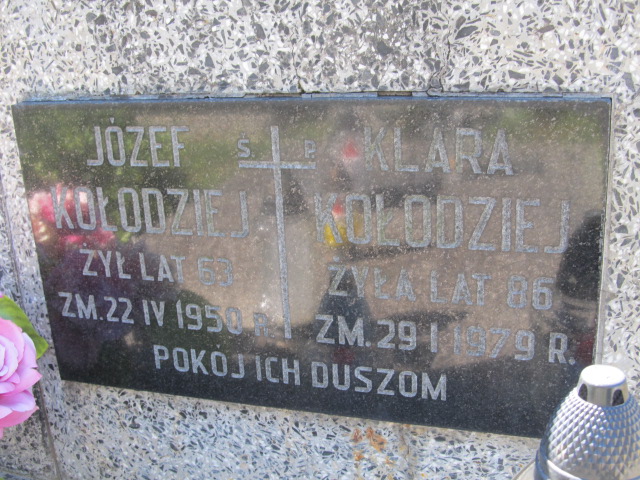 Ś P
JÓZEF
KOŁODZIEJ
ŻYŁ LAT 63
ZM. 22 IV 1950 R.
KLARA
KOŁODZIEJ
ŻYŁA LAT 86
ZM. 29 I 1979 R.
POKÓJ ICH DUSZOM